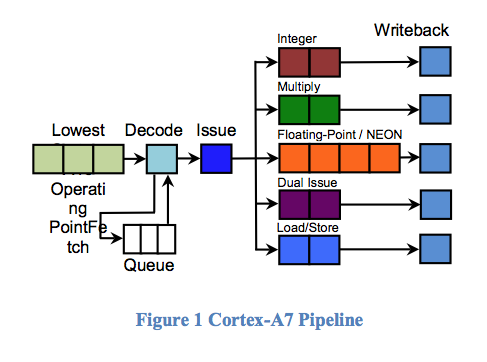 Writeback
Integer
Multiply
Lowest Decode Issue
Floating-Point / NEON
Operati
ng
PointFe
tch
Dual Issue
Load/Store
Queue
Figure 1 Cortex-A7 Pipeline